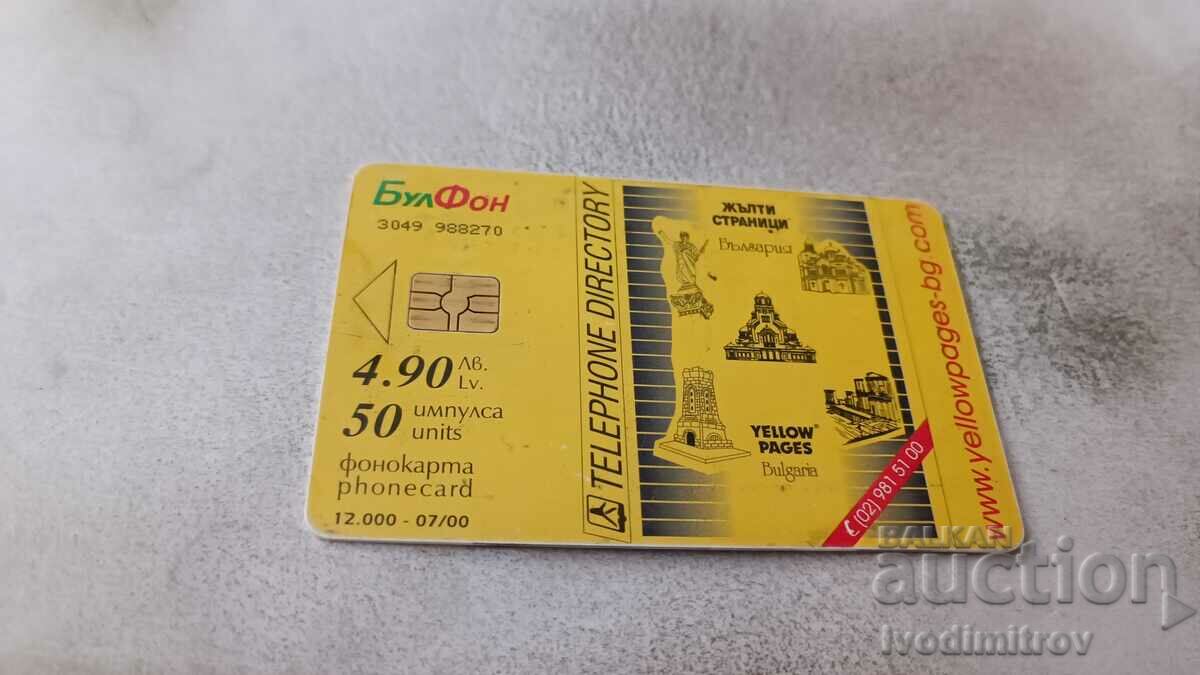 БулФон
3049 988270
4.90 Лв. Lv.
50 импулса units
фонокарта
phonecard
12.000 - 07/00
TELEPHONE DIRECTORY
ЖЪЛТИ
СТРАНИЦИ
България
YELLOW®
PAGES
Bulgaria
(02) 981 51 00
www.yellowpages-bg.com
BALKAN
auction
Ivodimitrov